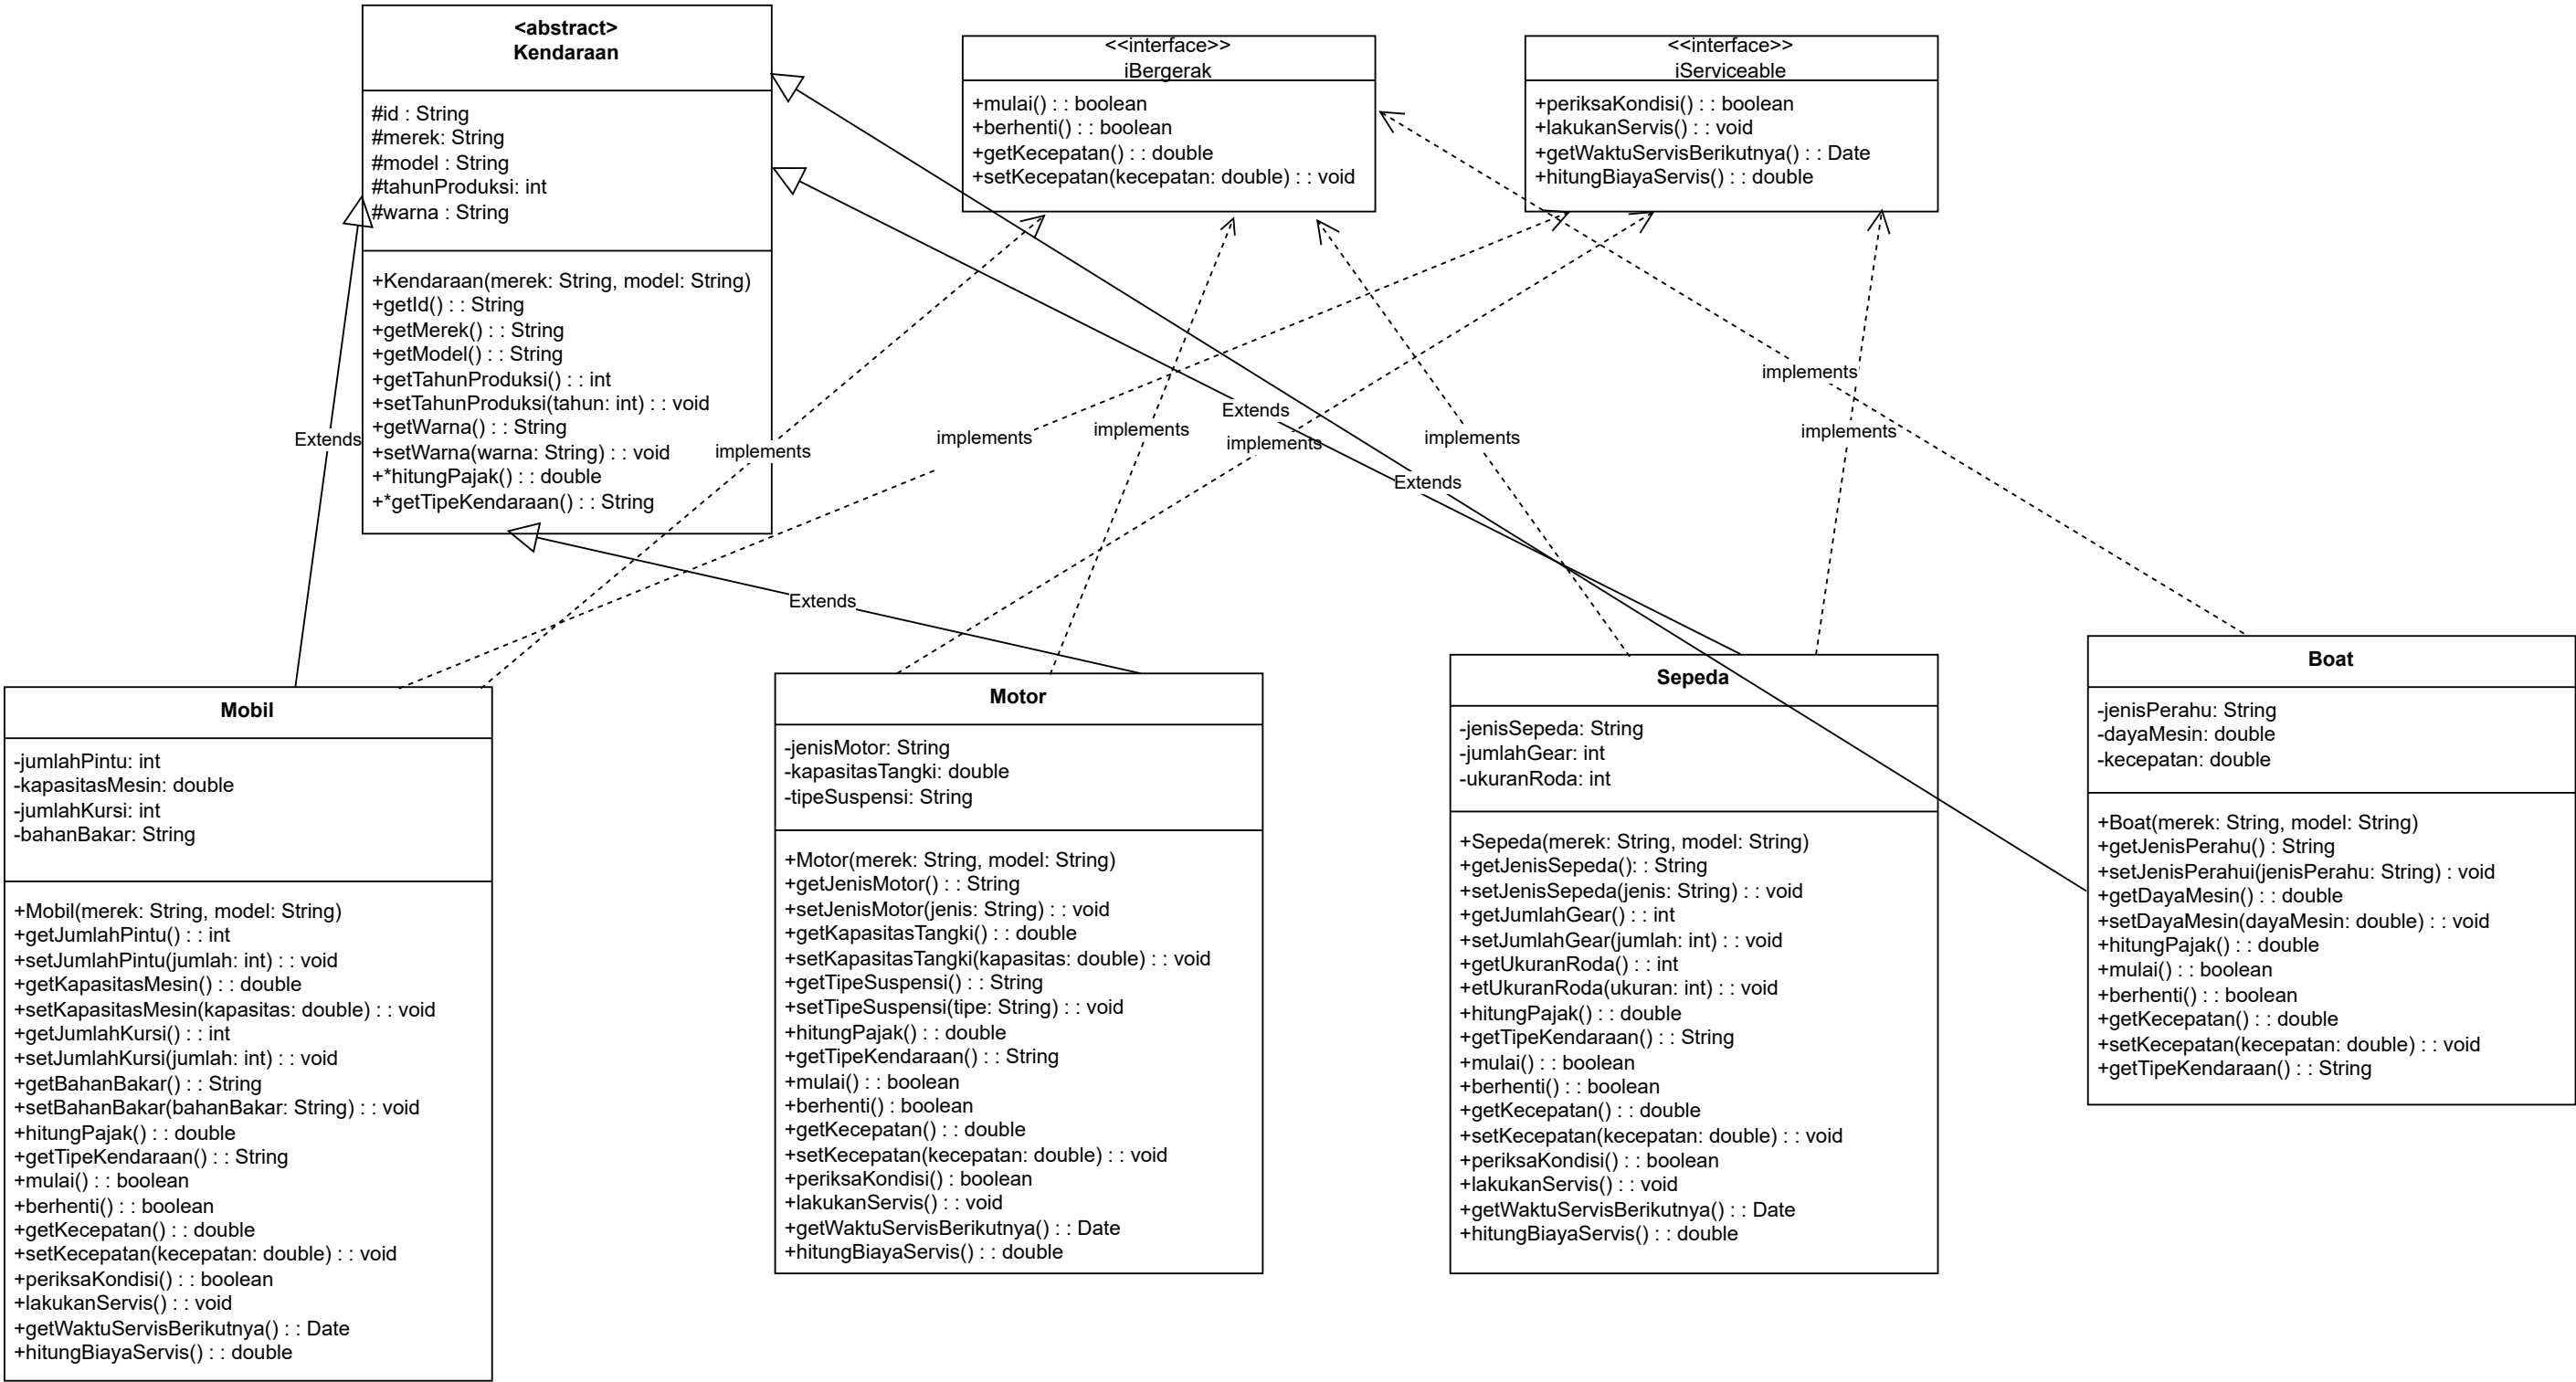 <abstract>
Kendaraan
#id : String
#merek: String
#model : String
#tahunProduksi: int
#warna : String
+Kendaraan(merek: String, model: String)
+getId() : : String
+getMerek() : : String
+getModel() : : String
+getTahunProduksi() : : int
+setTahunProduksi(tahun: int) : : void
+getWarna() : : String
+setWarna(warna: String) : : void
+*hitungPajak() : : double
+*getTipeKendaraan() : : String
<<interface>>
iBergerak
+mulai() : : boolean
+berhenti() : : boolean
+getKecepatan() : : double
+setKecepatan(kecepatan: double) : : void
<<interface>>
iServiceable
+periksaKondisi() : : boolean
+lakukanServis() : : void
+getWaktuServisBerikutnya() : : Date
+hitungBiayaServis() : : double
Extends
implements
implements
implements
Extends
implements
implements
Extends
implements
implements
Extends
Mobil
-jumlahPintu: int
-kapasitasMesin: double
-jumlahKursi: int
-bahanBakar: String
+Mobil(merek: String, model: String)
+getJumlahPintu() : : int
+setJumlahPintu(jumlah: int) : : void
+getKapasitasMesin() : : double
+setKapasitasMesin(kapasitas: double) : : void
+getJumlahKursi() : : int
+setJumlahKursi(jumlah: int) : : void
+getBahanBakar() : : String
+setBahanBakar(bahanBakar: String) : : void
+hitungPajak() : : double
+getTipeKendaraan() : : String
+mulai() : : boolean
+berhenti() : : boolean
+getKecepatan() : : double
+setKecepatan(kecepatan: double) : : void
+periksaKondisi() : : boolean
+lakukanServis() : : void
+getWaktuServisBerikutnya() : : Date
+hitungBiayaServis() : : double
Motor
-jenisMotor: String
-kapasitasTangki: double
-tipeSuspensi: String
+Motor(merek: String, model: String)
+getJenisMotor() : : String
+setJenisMotor(jenis: String) : : void
+getKapasitasTangki() : : double
+setKapasitasTangki(kapasitas: double) : : void
+getTipeSuspensi() : : String
+setTipeSuspensi(tipe: String) : : void
+hitungPajak() : : double
+getTipeKendaraan() : : String
+mulai() : : boolean
+berhenti() : boolean
+getKecepatan() : : double
+setKecepatan(kecepatan: double) : : void
+periksaKondisi() : boolean
+lakukanServis() : : void
+getWaktuServisBerikutnya() : : Date
+hitungBiayaServis() : : double
Sepeda
-jenisSepeda: String
-jumlahGear: int
-ukuranRoda: int
+Sepeda(merek: String, model: String)
+getJenisSepeda(): : String
+setJenisSepeda(jenis: String) : : void
+getJumlahGear() : : int
+setJumlahGear(jumlah: int) : : void
+getUkuranRoda() : : int
+etUkuranRoda(ukuran: int) : : void
+hitungPajak() : : double
+getTipeKendaraan() : : String
+mulai() : : boolean
+berhenti() : : boolean
+getKecepatan() : : double
+setKecepatan(kecepatan: double) : : void
+periksaKondisi() : : boolean
+lakukanServis() : : void
+getWaktuServisBerikutnya() : : Date
+hitungBiayaServis() : : double
Boat
-jenisPerahu: String
-dayaMesin: double
-kecepatan: double
+Boat(merek: String, model: String)
+getJenisPerahu() : String
+setJenisPerahui(jenisPerahu: String) : void
+getDayaMesin() : : double
+setDayaMesin(dayaMesin: double) : : void
+hitungPajak() : : double
+mulai() : : boolean
+berhenti() : : boolean
+getKecepatan() : : double
+setKecepatan(kecepatan: double) : : void
+getTipeKendaraan() : : String